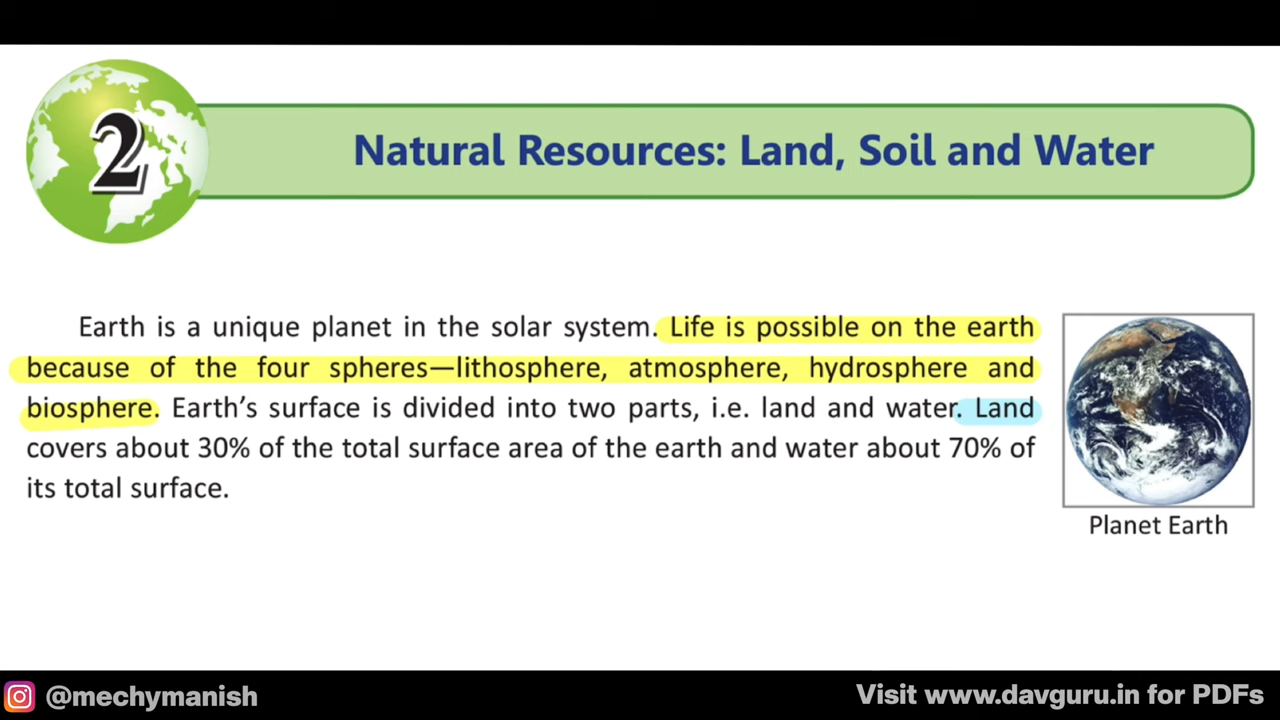 2
Natural Resources: Land, Soil and Water
Earth is a unique planet in the solar system. Life is possible on the earth
because of the four spheres—lithosphere, atmosphere, hydrosphere and
biosphere. Earth’s surface is divided into two parts, i.e. land and water. Land
covers about 30% of the total surface area of the earth and water about 70% of
its total surface.
Planet Earth
@mechymanish
Visit www.davguru.in for PDFs